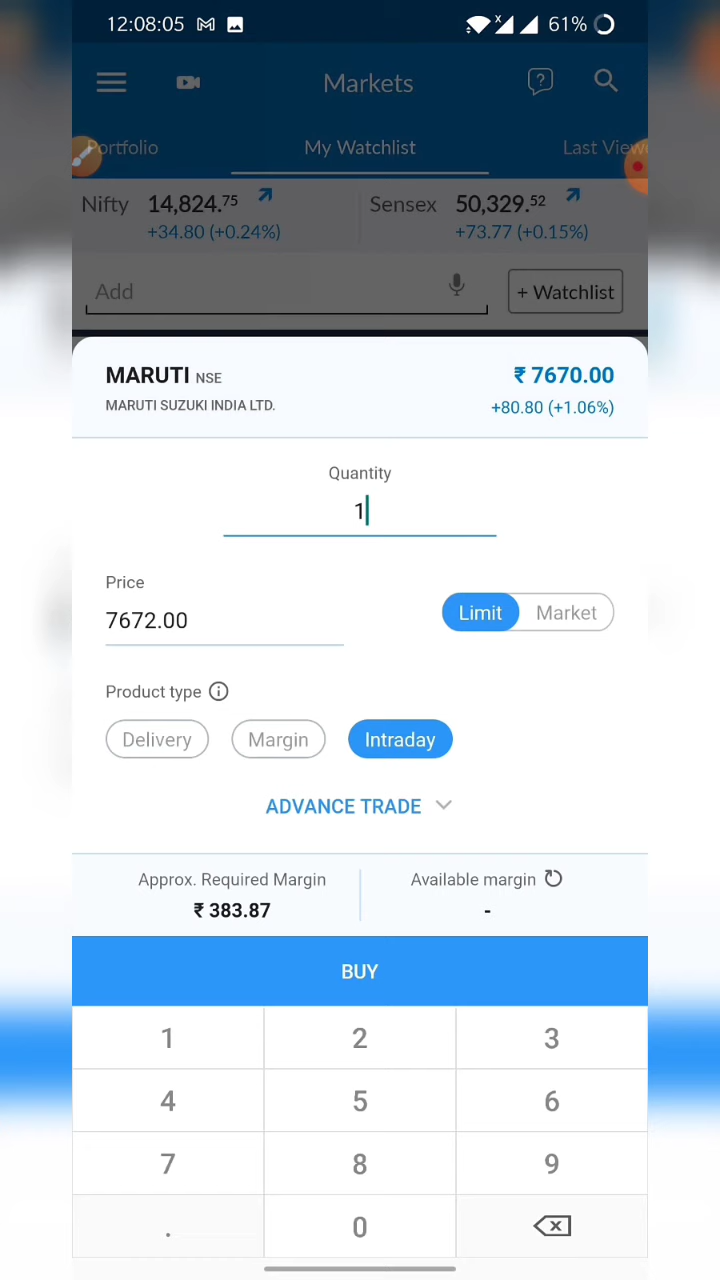 12:08:05 61%
Markets
Portfolio My Watchlist Last View
Nifty 14,824.75 Sensex 50,329.52
+34.80 (+0.24%) +73.77 (+0.15%)
Add + Watchlist
MARUTI NSE ₹ 7670.00
MARUTI SUZUKI INDIA LTD. +80.80 (+1.06%)
Quantity
1
Price
7672.00 Limit Market
Product type
Delivery Margin Intraday
ADVANCE TRADE
Approx. Required Margin Available margin
₹ 383.87 -
BUY
1 2 3
4 5 6
7 8 9
. 0